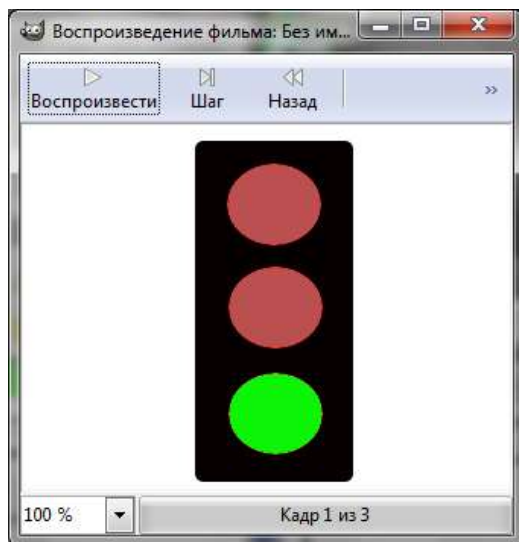 Воспроизведение фильма: Без им...
Воспроизвести Шаг Назад »
100 % Кадр 1 из 3